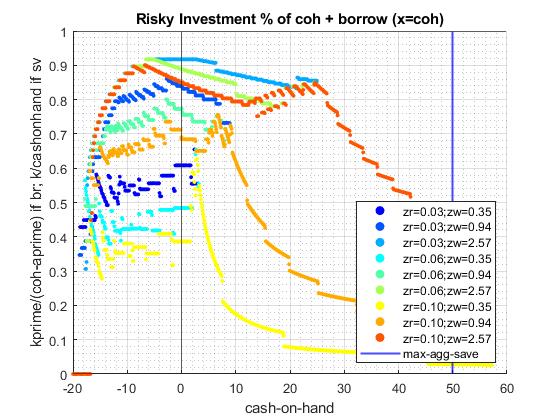 Risky Investment % of coh + borrow (x=coh)
kprime/(coh-aprime) if br; k/cashonhand if sv
1
0.9
0.8
0.7
0.6
0.5
0.4
0.3
0.2
0.1
0
-20 -10 0 10 20 30 40 50 60
cash-on-hand
zr=0.03;zw=0.35
zr=0.03;zw=0.94
zr=0.03;zw=2.57
zr=0.06;zw=0.35
zr=0.06;zw=0.94
zr=0.06;zw=2.57
zr=0.10;zw=0.35
zr=0.10;zw=0.94
zr=0.10;zw=2.57
max-agg-save